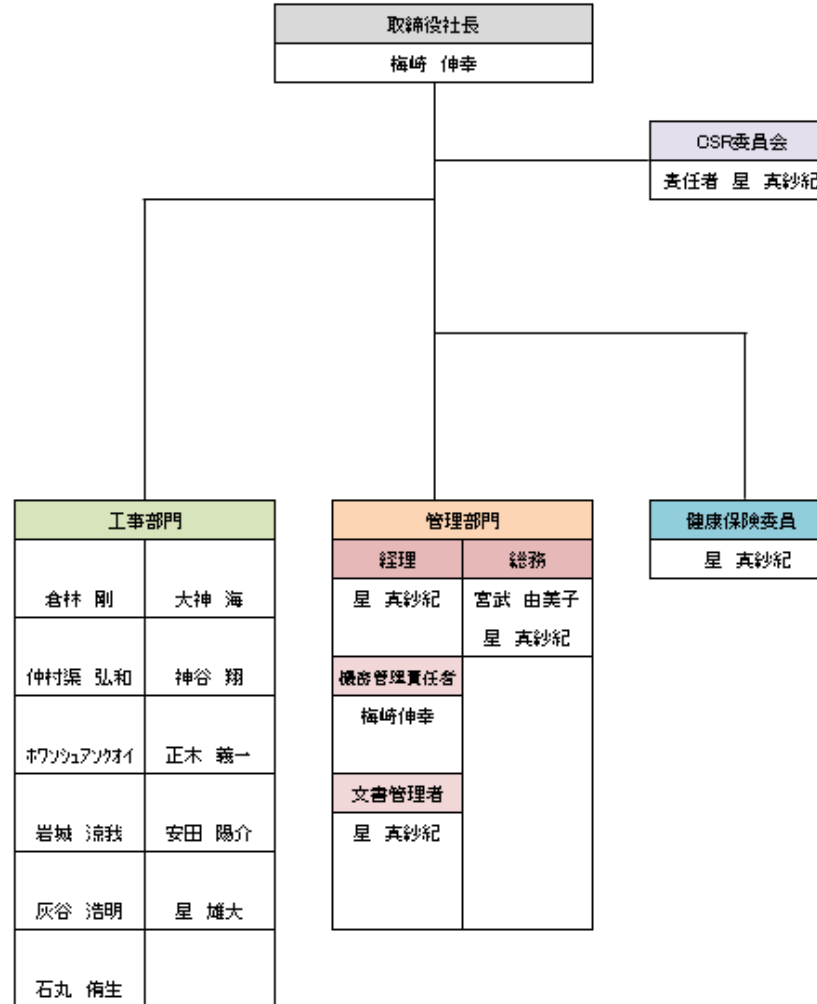 取締役社長
梅崎 伸幸
CSR委員会
責任者 星 真紗紀
工事部門
倉林 剛 大神 海
仲村渠 弘和 神谷 翔
ホワンシュアンクオイ 正木 義一
岩城 涼我 安田 陽介
灰谷 浩明 星 雄大
石丸 侑生
管理部門
経理 総務
星 真紗紀 宮武 由美子
星 真紗紀
機密管理責任者
梅崎伸幸
文書管理者
星 真紗紀
健康保険委員
星 真紗紀